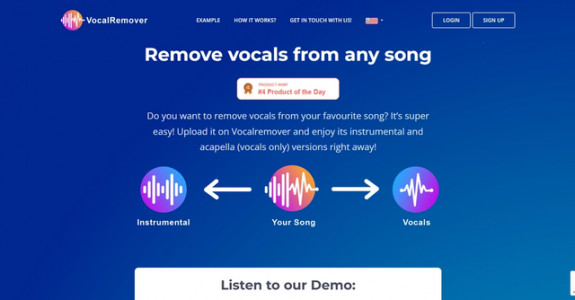 VocalRemover
EXAMPLE HOW IT WORKS? GET IN TOUCH WITH US! LOGIN SIGN UP
Remove vocals from any song
PRODUCT HUNT
#4 Product of the Day
Do you want to remove vocals from your favourite song? It's super
easy! Upload it on Vocalremover and enjoy its instrumental and
acapella (vocals only) versions right away!
Instrumental Your Song Vocals
Listen to our Demo: